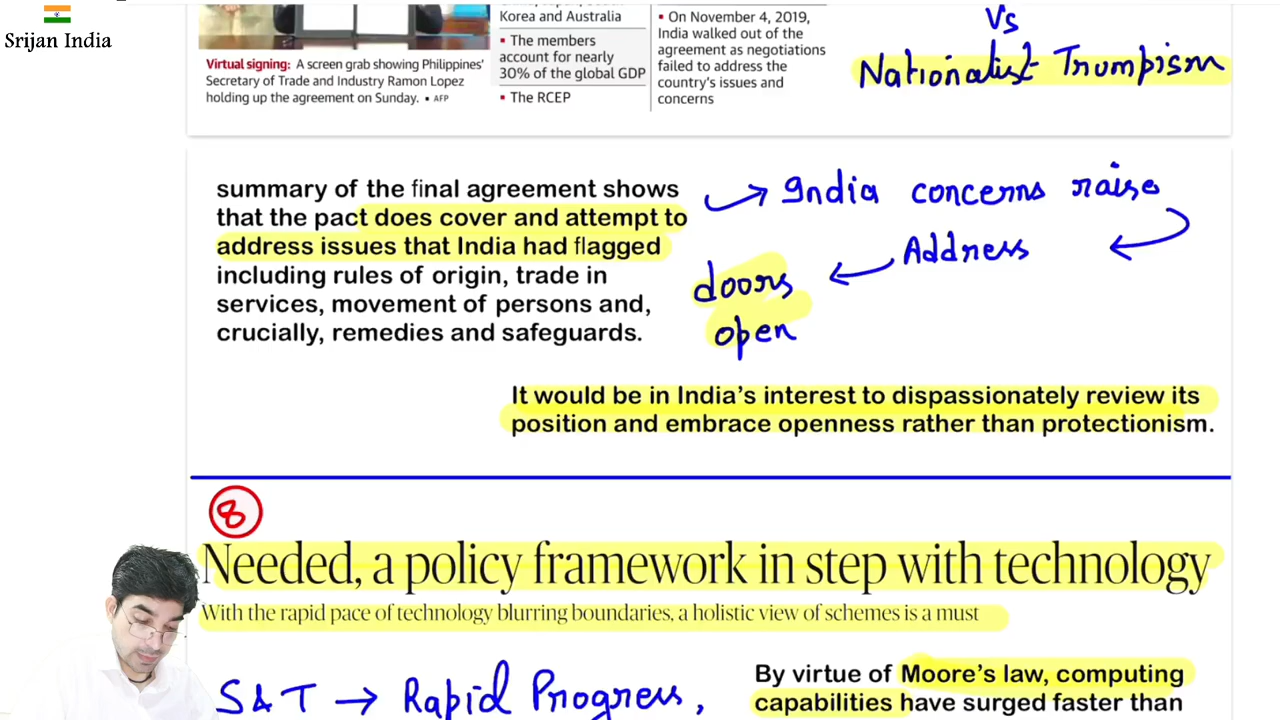 Srijan India
Virtual signing: A screen grab showing Philippines'
Secretary of Trade and Industry Ramon Lopez
holding up the agreement on Sunday. • AFP
Korea and Australia
• The members
account for nearly
30% of the global GDP
• The RCEP
• On November 4, 2019,
India walked out of the
agreement as negotiations
failed to address the
country's issues and
concerns
Vs
Nationalist Trumpism
summary of the final agreement shows
that the pact does cover and attempt to
address issues that India had flagged
including rules of origin, trade in
services, movement of persons and,
crucially, remedies and safeguards.
India concerns raise
Address
doors
open
It would be in India's interest to dispassionately review its
position and embrace openness rather than protectionism.
8
Needed, a policy framework in step with technology
With the rapid pace of technology blurring boundaries, a holistic view of schemes is a must
S&T → Rapid Progress,
By virtue of Moore's law, computing
capabilities have surged faster than